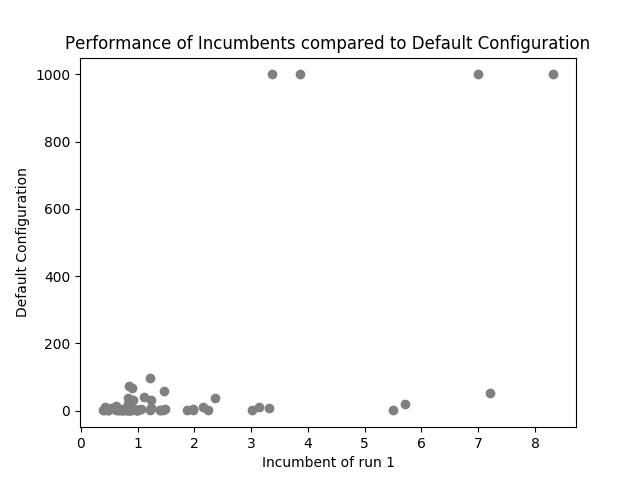 Performance of Incumbents compared to Default Configuration
1000
800
600
400
200
0
Default Configuration
0 1 2 3 4 5 6 7 8
Incumbent of run 1